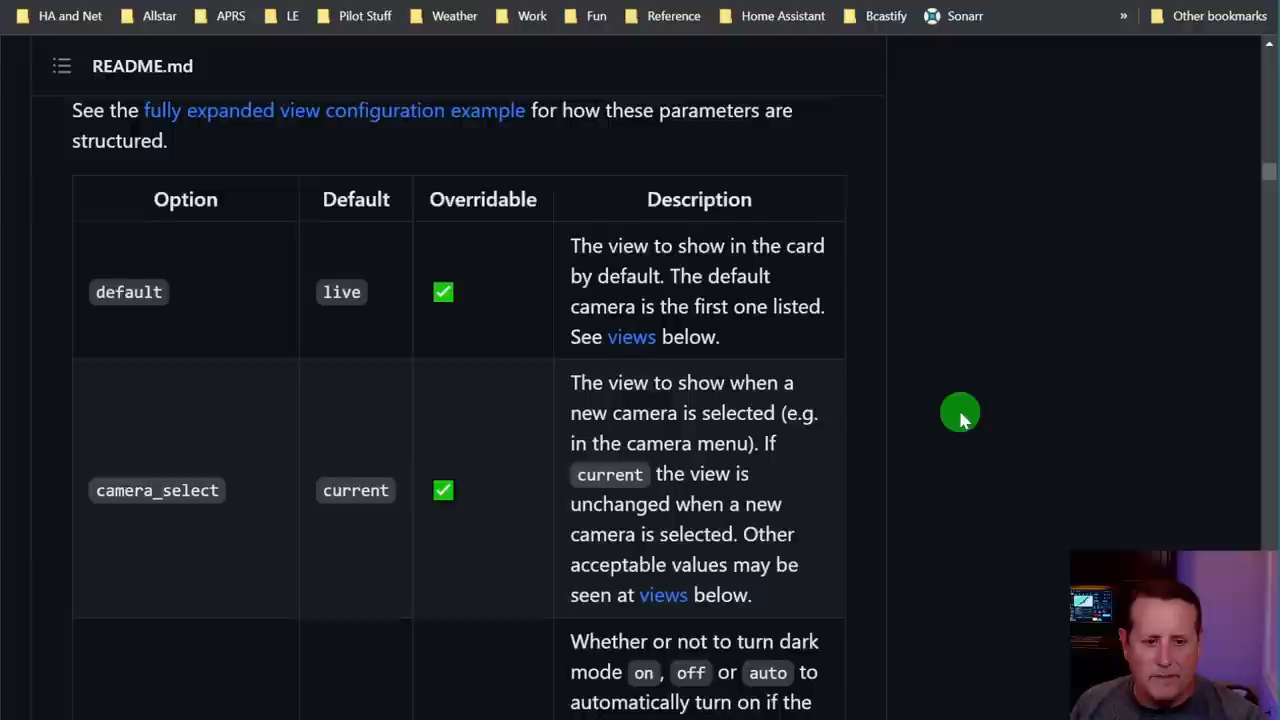 HA and Net Allstar APRS LE Pilot Stuff Weather Work Fun Reference Home Assistant Bcastify Sonarr » Other bookmarks
README.md
See the fully expanded view configuration example for how these parameters are
structured.
Option Default Overridable Description
default live The view to show in the card
by default. The default
camera is the first one listed.
See views below.
camera_select current The view to show when a
new camera is selected (e.g.
in the camera menu). If
current the view is
unchanged when a new
camera is selected. Other
acceptable values may be
seen at views below.
Whether or not to turn dark
mode on, off or auto to
automatically turn on if the